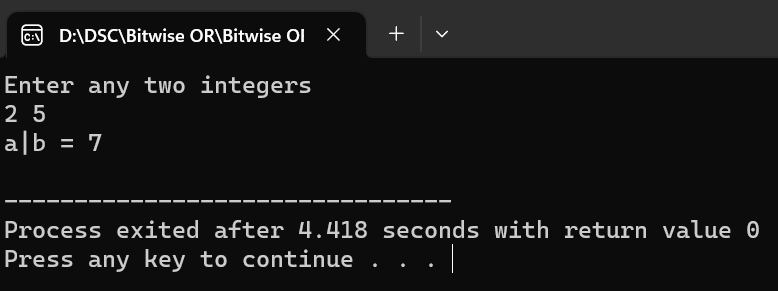 D:\DSC\Bitwise OR\Bitwise OI
Enter any two integers
2 5
a|b = 7
--------------------------------
Process exited after 4.418 seconds with return value 0
Press any key to continue . . .